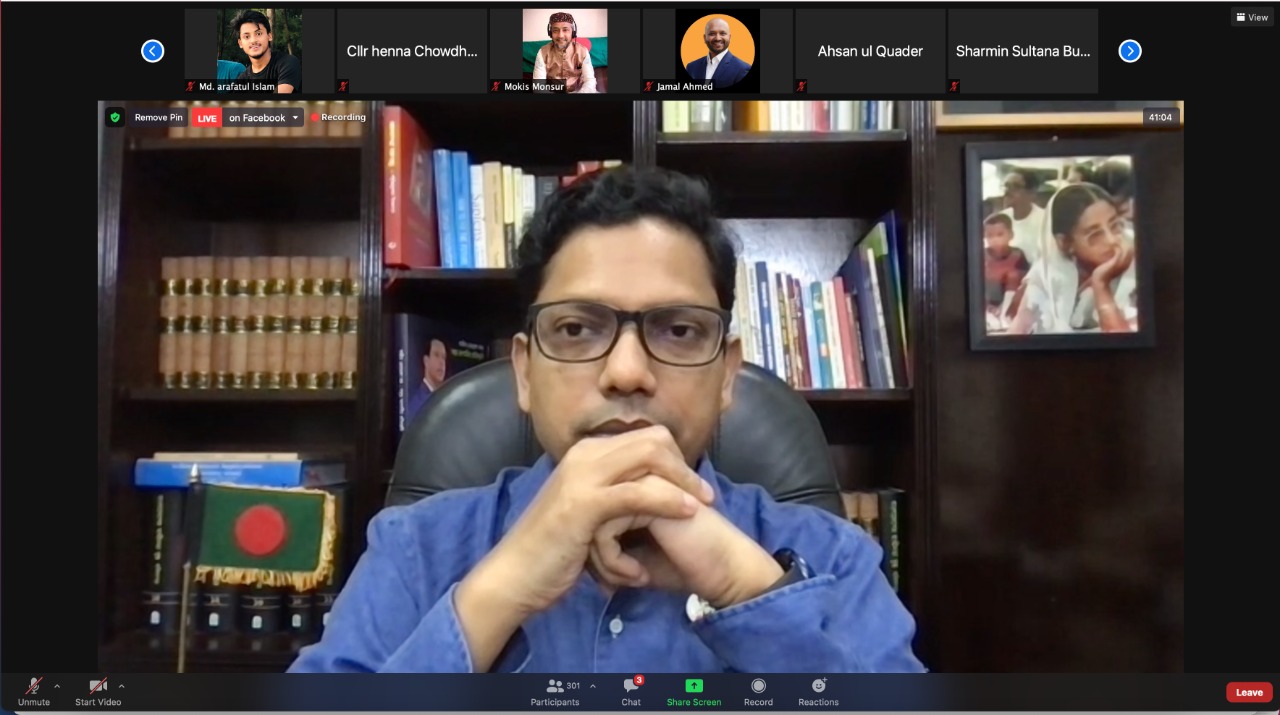 View
Md. arafatul Islam
Cllr henna Chowdh...
Mokis Monsur
Jamal Ahmed
Ahsan ul Quader
Sharmin Sultana Bu...
Remove Pin
LIVE
on Facebook
Recording
41:04
Sapiens
Unmute
Start Video
301
Participants
3
Chat
Share Screen
Record
Reactions
Leave